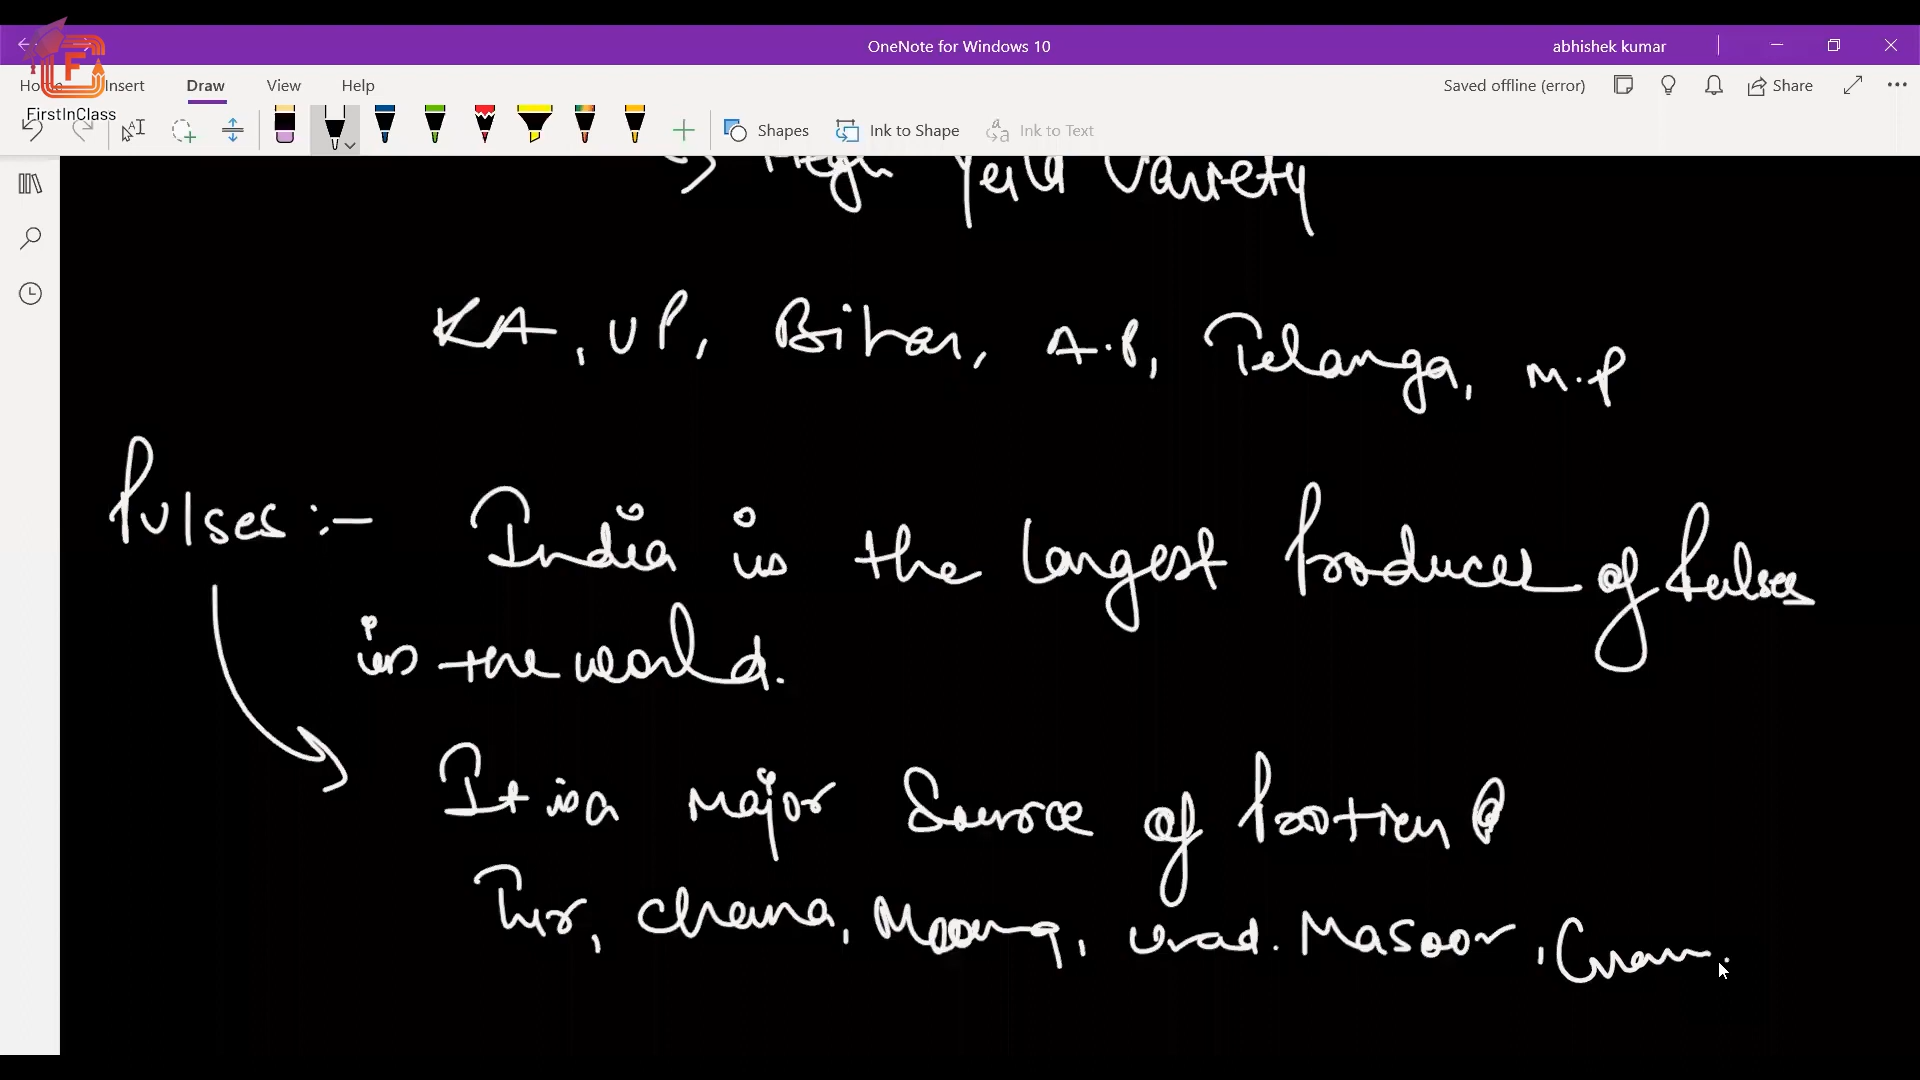 OneNote for Windows 10
abhishek kumar
Home Insert Draw View Help
Saved offline (error)
Share
F
FirstInClass
Shapes
Ink to Shape
Ink to Text
→ High Yeild Variety
KA, UP, Bihar, A.P, Telanga, M.P
Pulses :- India is the largest Producer of Pulses
in the world.
It is a Major Source of Protien
Tur, Chana, Moong, Urad. Masoor, Gram.